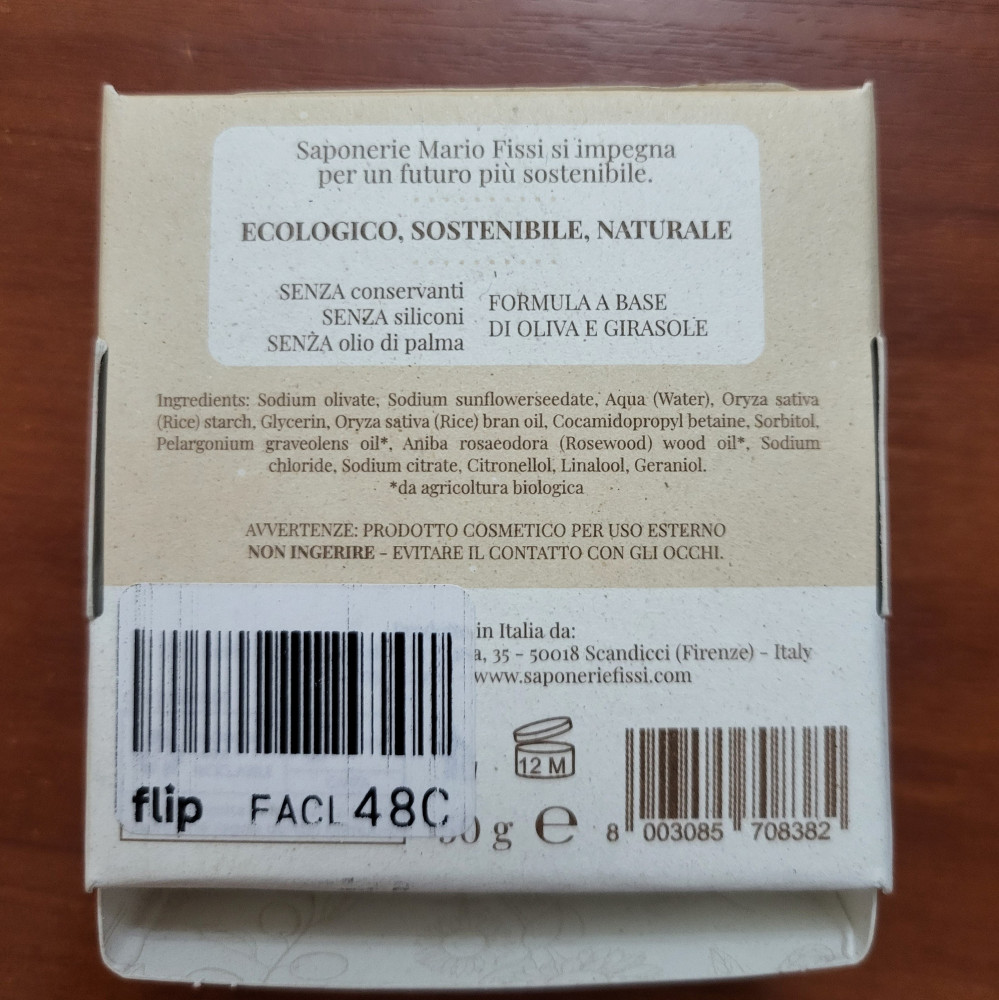 Saponerie Mario Fissi si impegna
per un futuro più sostenibile.
ECOLOGICO, SOSTENIBILE, NATURALE
SENZA conservanti
SENZA siliconi
SENZA olio di palma
FORMULA A BASE
DI OLIVA E GIRASOLE
Ingredients: Sodium olivate, Sodium sunflowerseedate, Aqua (Water), Oryza sativa
(Rice) starch, Glycerin, Oryza sativa (Rice) bran oil, Cocamidopropyl betaine, Sorbitol,
Pelargonium graveolens oil*, Aniba rosaeodora (Rosewood) wood oil*, Sodium
chloride, Sodium citrate, Citronellol, Linalool, Geraniol.
*da agricoltura biologica
AVVERTENZE: PRODOTTO COSMETICO PER USO ESTERNO
NON INGERIRE - EVITARE IL CONTATTO CON GLI OCCHI.
in Italia da:
35 - 50018 Scandicci (Firenze) - Italy
www.saponeriefissi.com
12 M
g e
8 003085 708382
flip FACL 48C